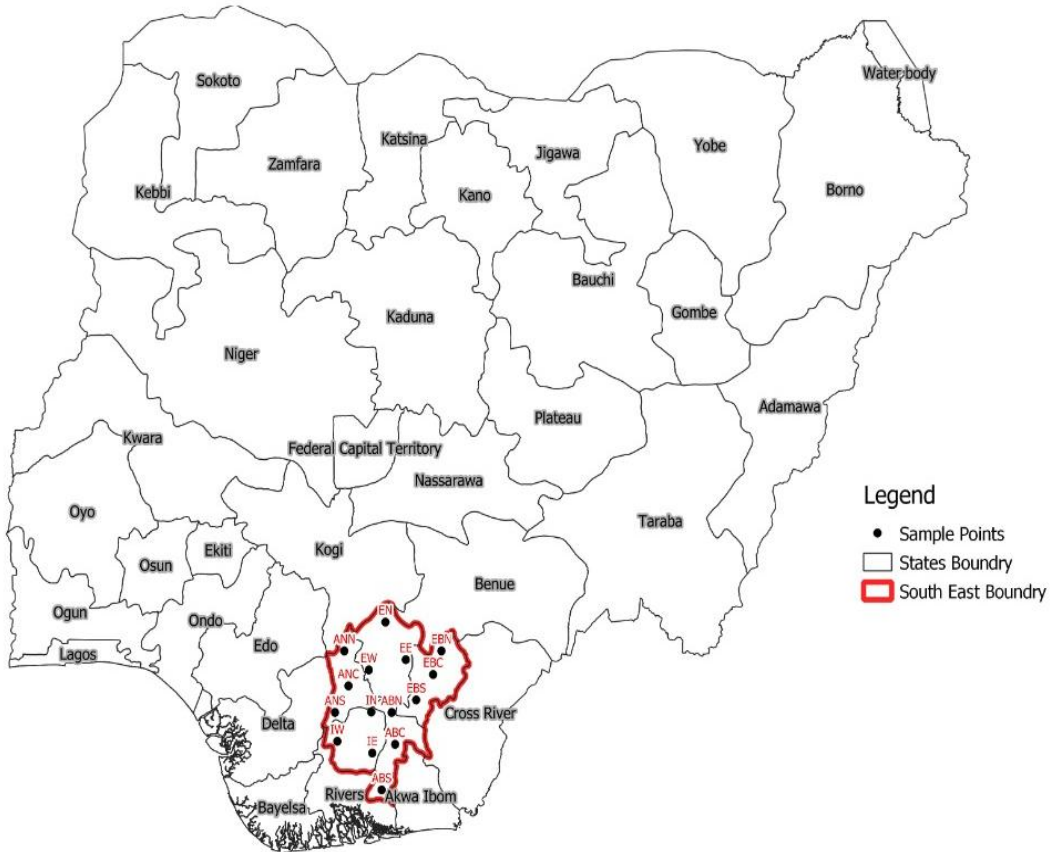 Sokoto
Water body
Katsina
Yobe
Jigawa
Zamfara
Kebbi
Kano
Borno
Bauchi
Gombe
Kaduna
Niger
Adamawa
Plateau
Kwara
Federal Capital Territory
Nassarawa
Oyo
Taraba
Kogi
Ekiti
Osun
Benue
Ogun
Ondo
Edo
Lagos
EN
ANN
EBN
EE
EW
EBC
ANC
EBS
ANS
IN
ABN
Cross River
Delta
IW
IE
ABC
ABS
Rivers
Akwa Ibom
Bayelsa
Legend
Sample Points
States Boundry
South East Boundry